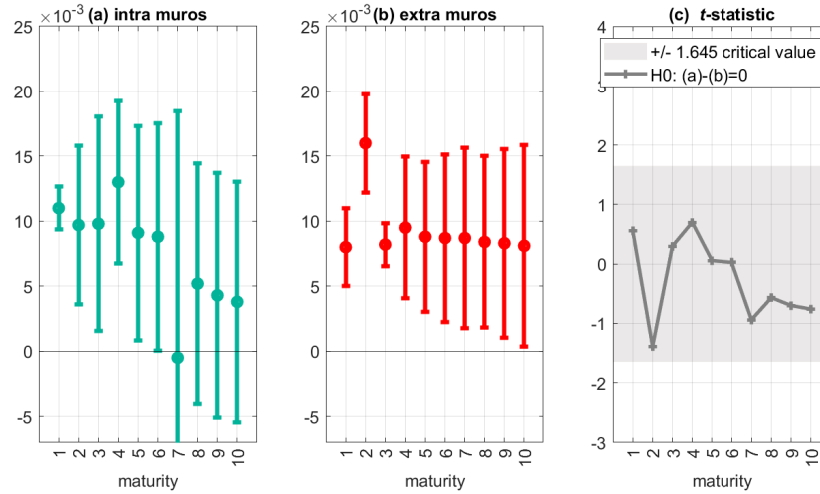 ×10⁻³ (a) intra muros
25
20
15
10
5
0
-5
1 2 3 4 5 6 7 8 9 10
maturity
×10⁻³ (b) extra muros
25
20
15
10
5
0
-5
1 2 3 4 5 6 7 8 9 10
maturity
(c) t-statistic
+/- 1.645 critical value
H0: (a)-(b)=0
4
3
2
1
0
-1
-2
-3
1 2 3 4 5 6 7 8 9 10
maturity